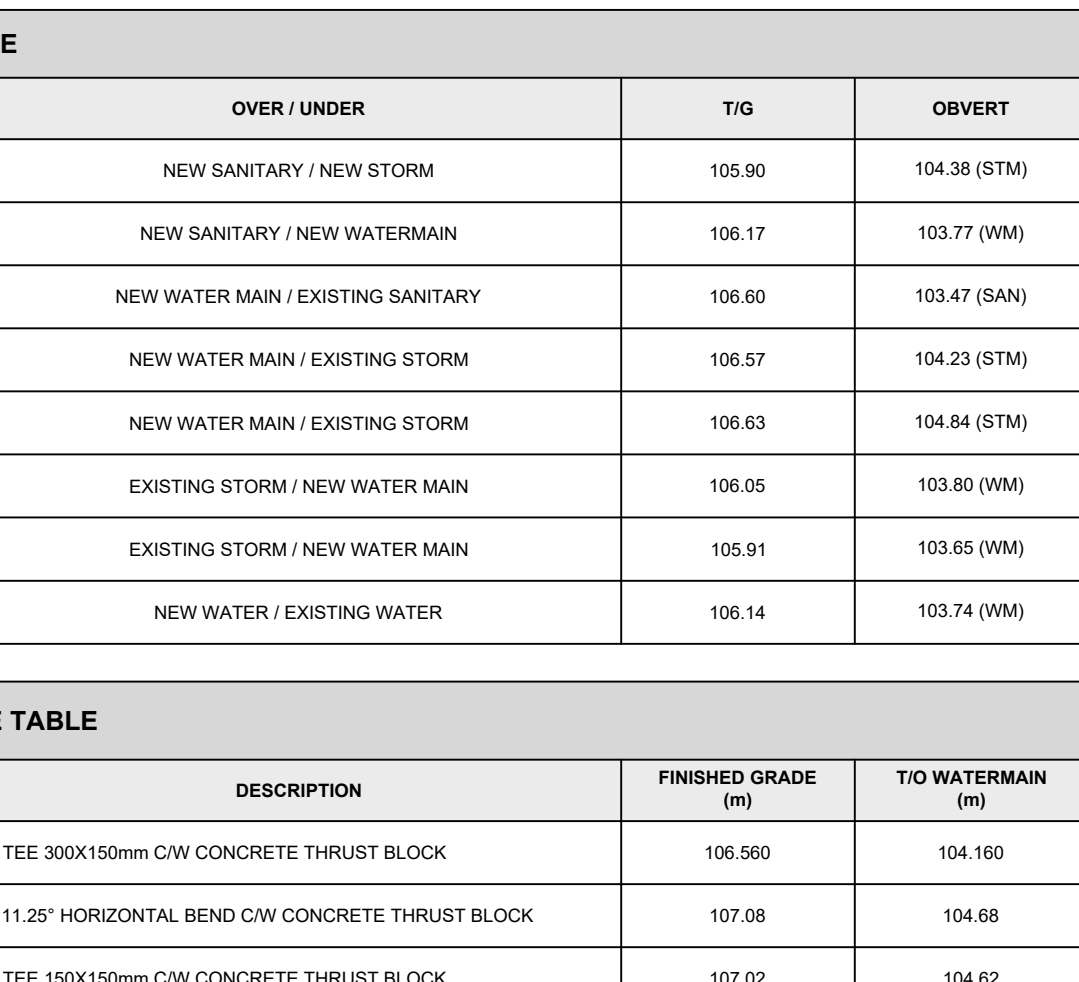 E
OVER / UNDER T/G OBVERT
NEW SANITARY / NEW STORM 105.90 104.38 (STM)
NEW SANITARY / NEW WATERMAIN 106.17 103.77 (WM)
NEW WATER MAIN / EXISTING SANITARY 106.60 103.47 (SAN)
NEW WATER MAIN / EXISTING STORM 106.57 104.23 (STM)
NEW WATER MAIN / EXISTING STORM 106.63 104.84 (STM)
EXISTING STORM / NEW WATER MAIN 106.05 103.80 (WM)
EXISTING STORM / NEW WATER MAIN 105.91 103.65 (WM)
NEW WATER / EXISTING WATER 106.14 103.74 (WM)
E TABLE
DESCRIPTION FINISHED GRADE (m) T/O WATERMAIN (m)
TEE 300X150mm C/W CONCRETE THRUST BLOCK 106.560 104.160
11.25° HORIZONTAL BEND C/W CONCRETE THRUST BLOCK 107.08 104.68
TEE 150X150mm C/W CONCRETE THRUST BLOCK 107.02 104.62